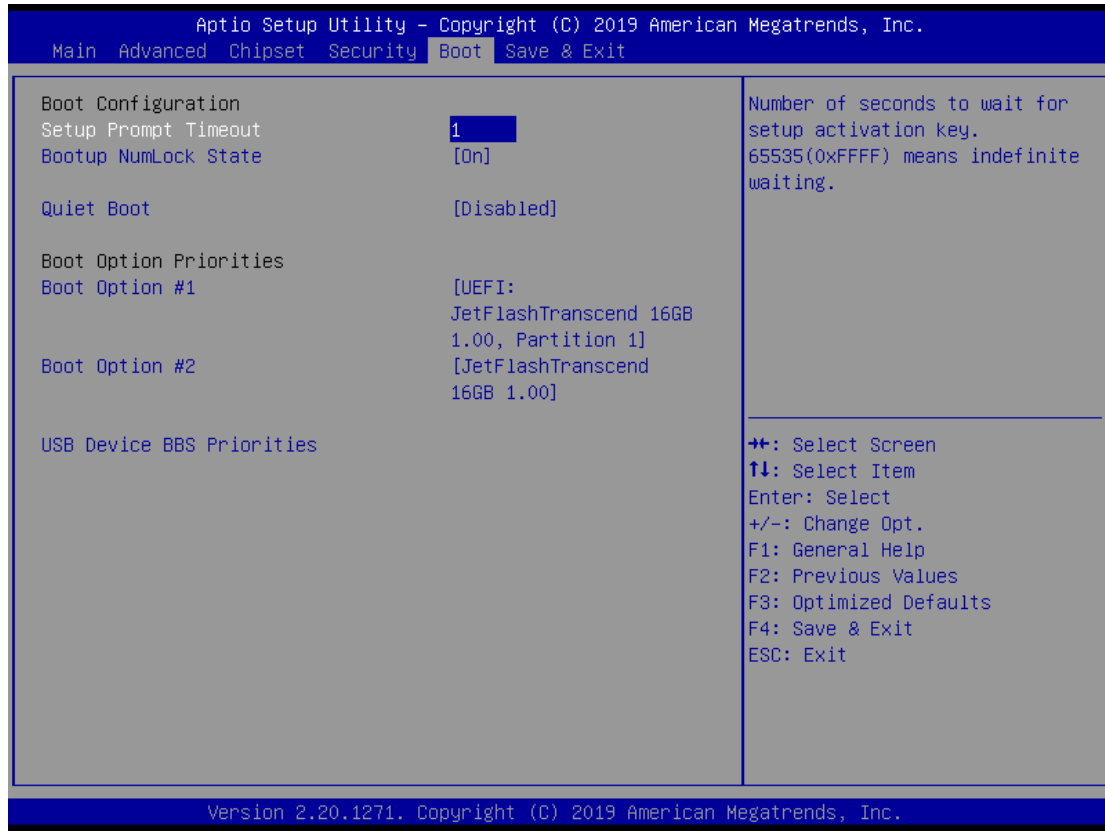 Aptio Setup Utility – Copyright (C) 2019 American Megatrends, Inc.
Main Advanced Chipset Security Boot Save & Exit
Boot Configuration
Setup Prompt Timeout 1
Bootup NumLock State [On]
Quiet Boot [Disabled]
Boot Option Priorities
Boot Option #1 [UEFI:
JetFlashTranscend 16GB
1.00, Partition 1]
Boot Option #2 [JetFlashTranscend
16GB 1.00]
USB Device BBS Priorities
Number of seconds to wait for
setup activation key.
65535(0xFFFF) means indefinite
waiting.
→←: Select Screen
↑↓: Select Item
Enter: Select
+/-: Change Opt.
F1: General Help
F2: Previous Values
F3: Optimized Defaults
F4: Save & Exit
ESC: Exit
Version 2.20.1271. Copyright (C) 2019 American Megatrends, Inc.